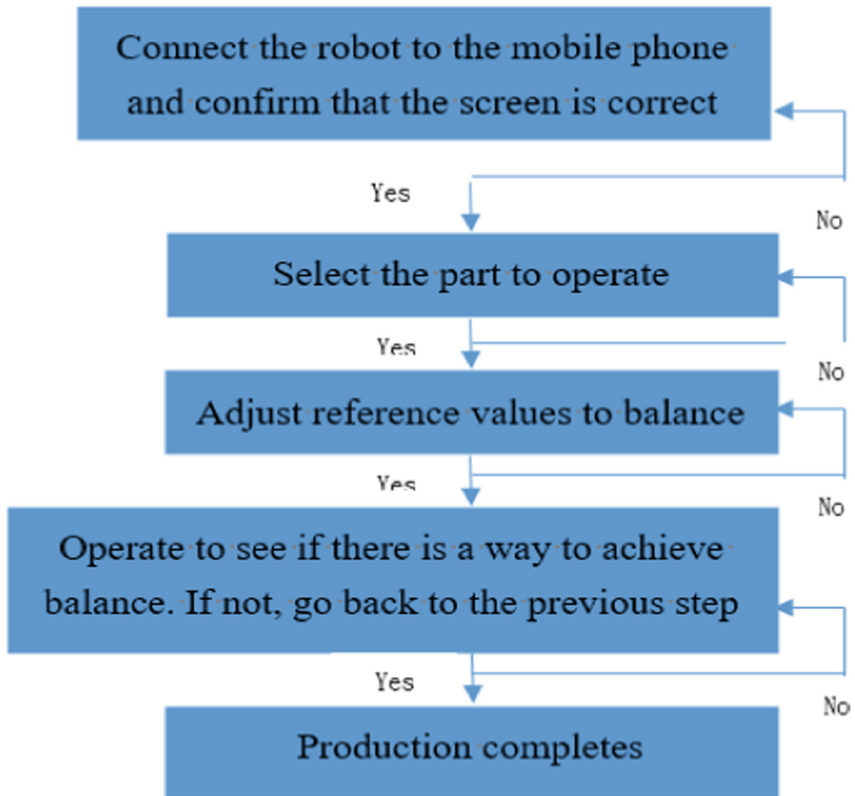 Connect the robot to the mobile phone
and confirm that the screen is correct
Yes
No
Select the part to operate
Yes
No
Adjust reference values to balance
Yes
No
Operate to see if there is a way to achieve
balance. If not, go back to the previous step
Yes
No
Production completes